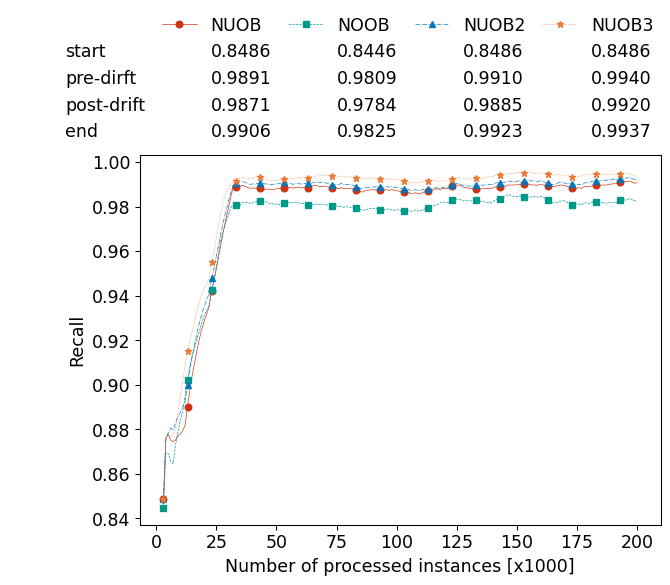 NUOB NOOB NUOB2 NUOB3
start 0.8486 0.8446 0.8486 0.8486
pre-dirft 0.9891 0.9809 0.9910 0.9940
post-drift 0.9871 0.9784 0.9885 0.9920
end 0.9906 0.9825 0.9923 0.9937
1.00
0.98
0.96
0.94
0.92
0.90
0.88
0.86
0.84
Recall
0 25 50 75 100 125 150 175 200
Number of processed instances [x1000]